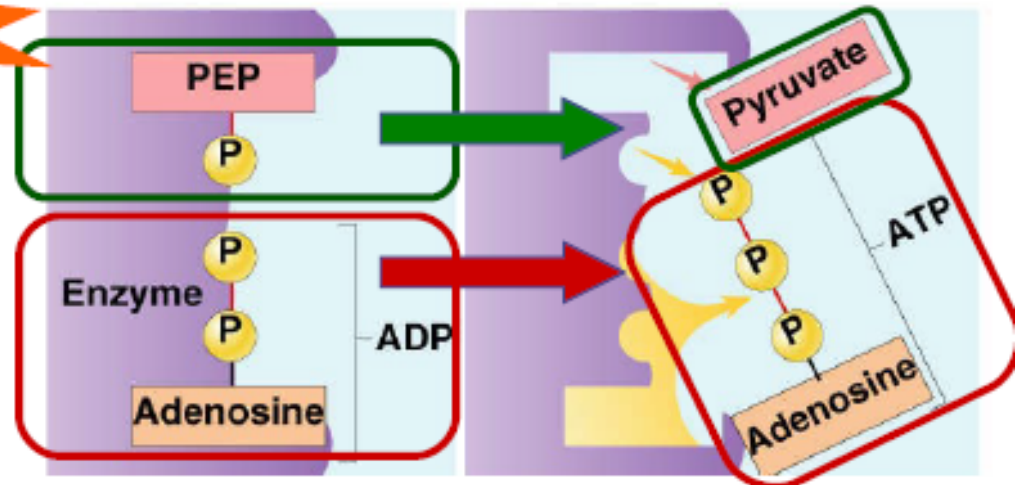 PEP
P
P
Enzyme
P
ADP
Adenosine
Pyruvate
P
P
P
ATP
Adenosine